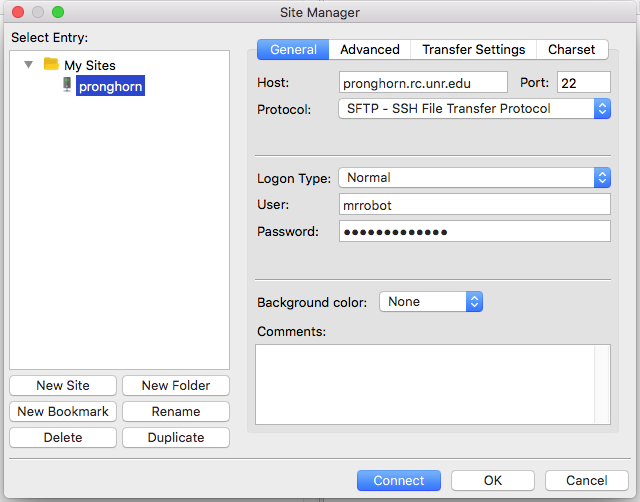 Site Manager
Select Entry:
My Sites
pronghorn
New Site
New Folder
New Bookmark
Rename
Delete
Duplicate
General
Advanced
Transfer Settings
Charset
Host:
pronghorn.rc.unr.edu
Port:
22
Protocol:
SFTP - SSH File Transfer Protocol
Logon Type:
Normal
User:
mrrobot
Password:
●●●●●●●●●●●●●
Background color:
None
Comments:
Connect
OK
Cancel